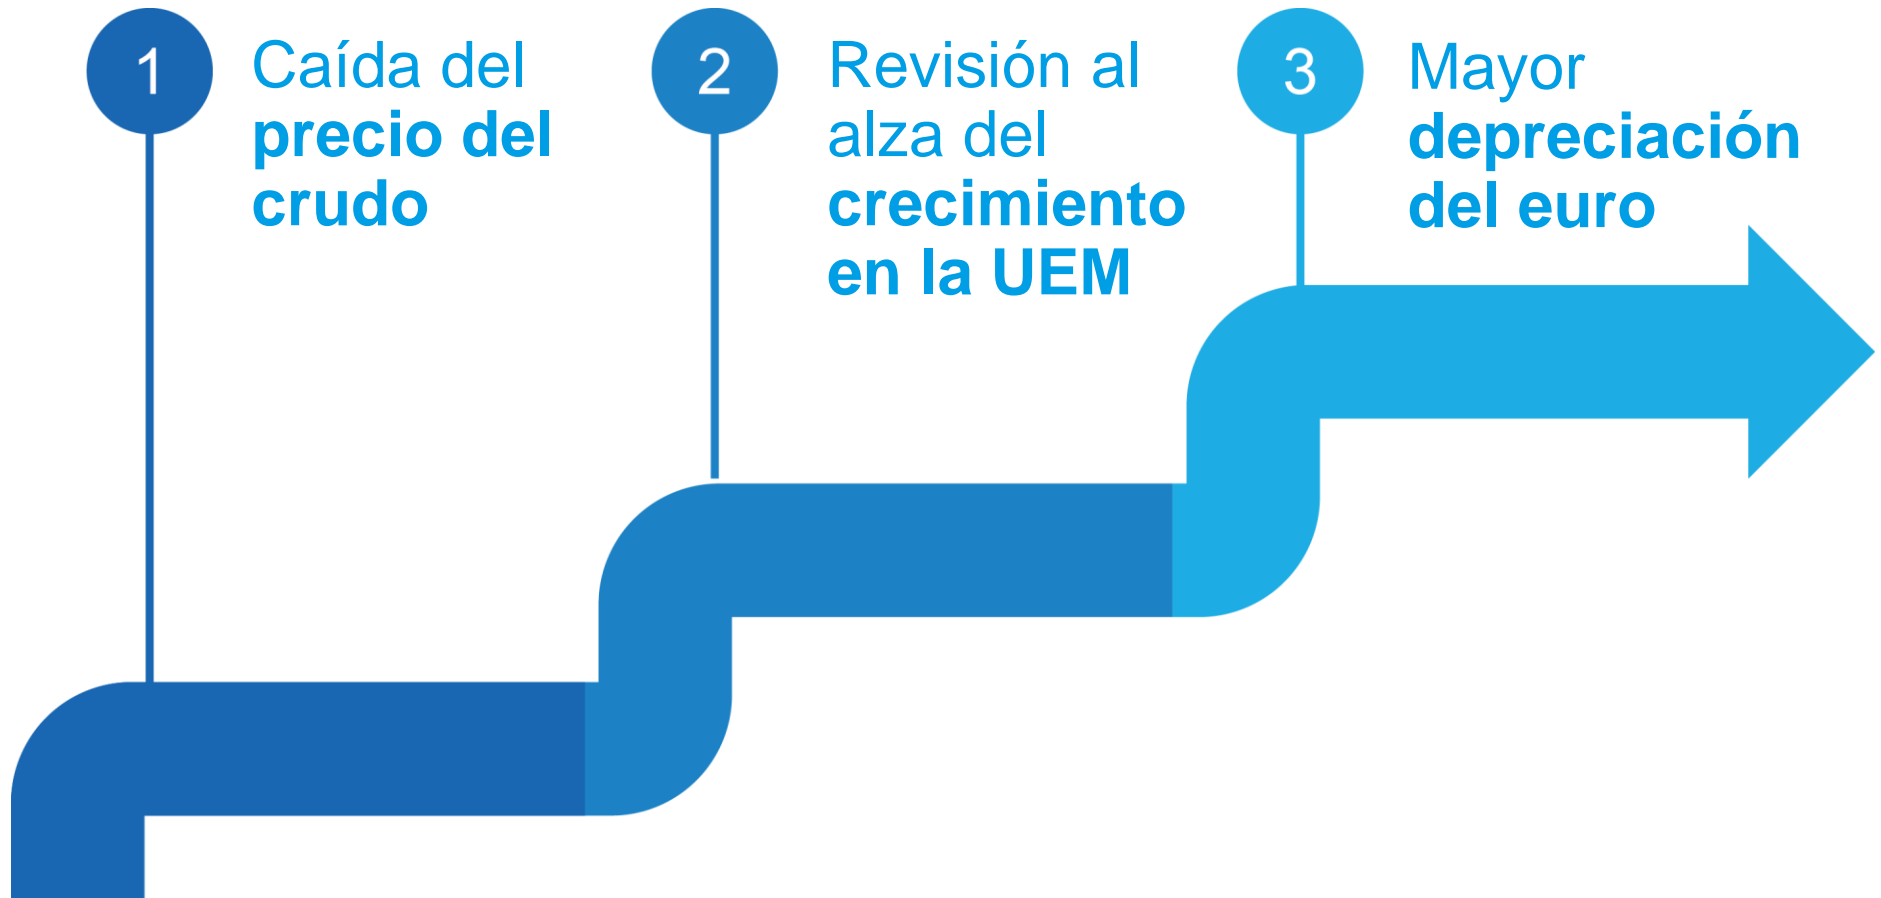 1
Caída del
precio del
crudo
2
Revisión al
alza del
crecimiento
en la UEM
3
Mayor
depreciación
del euro